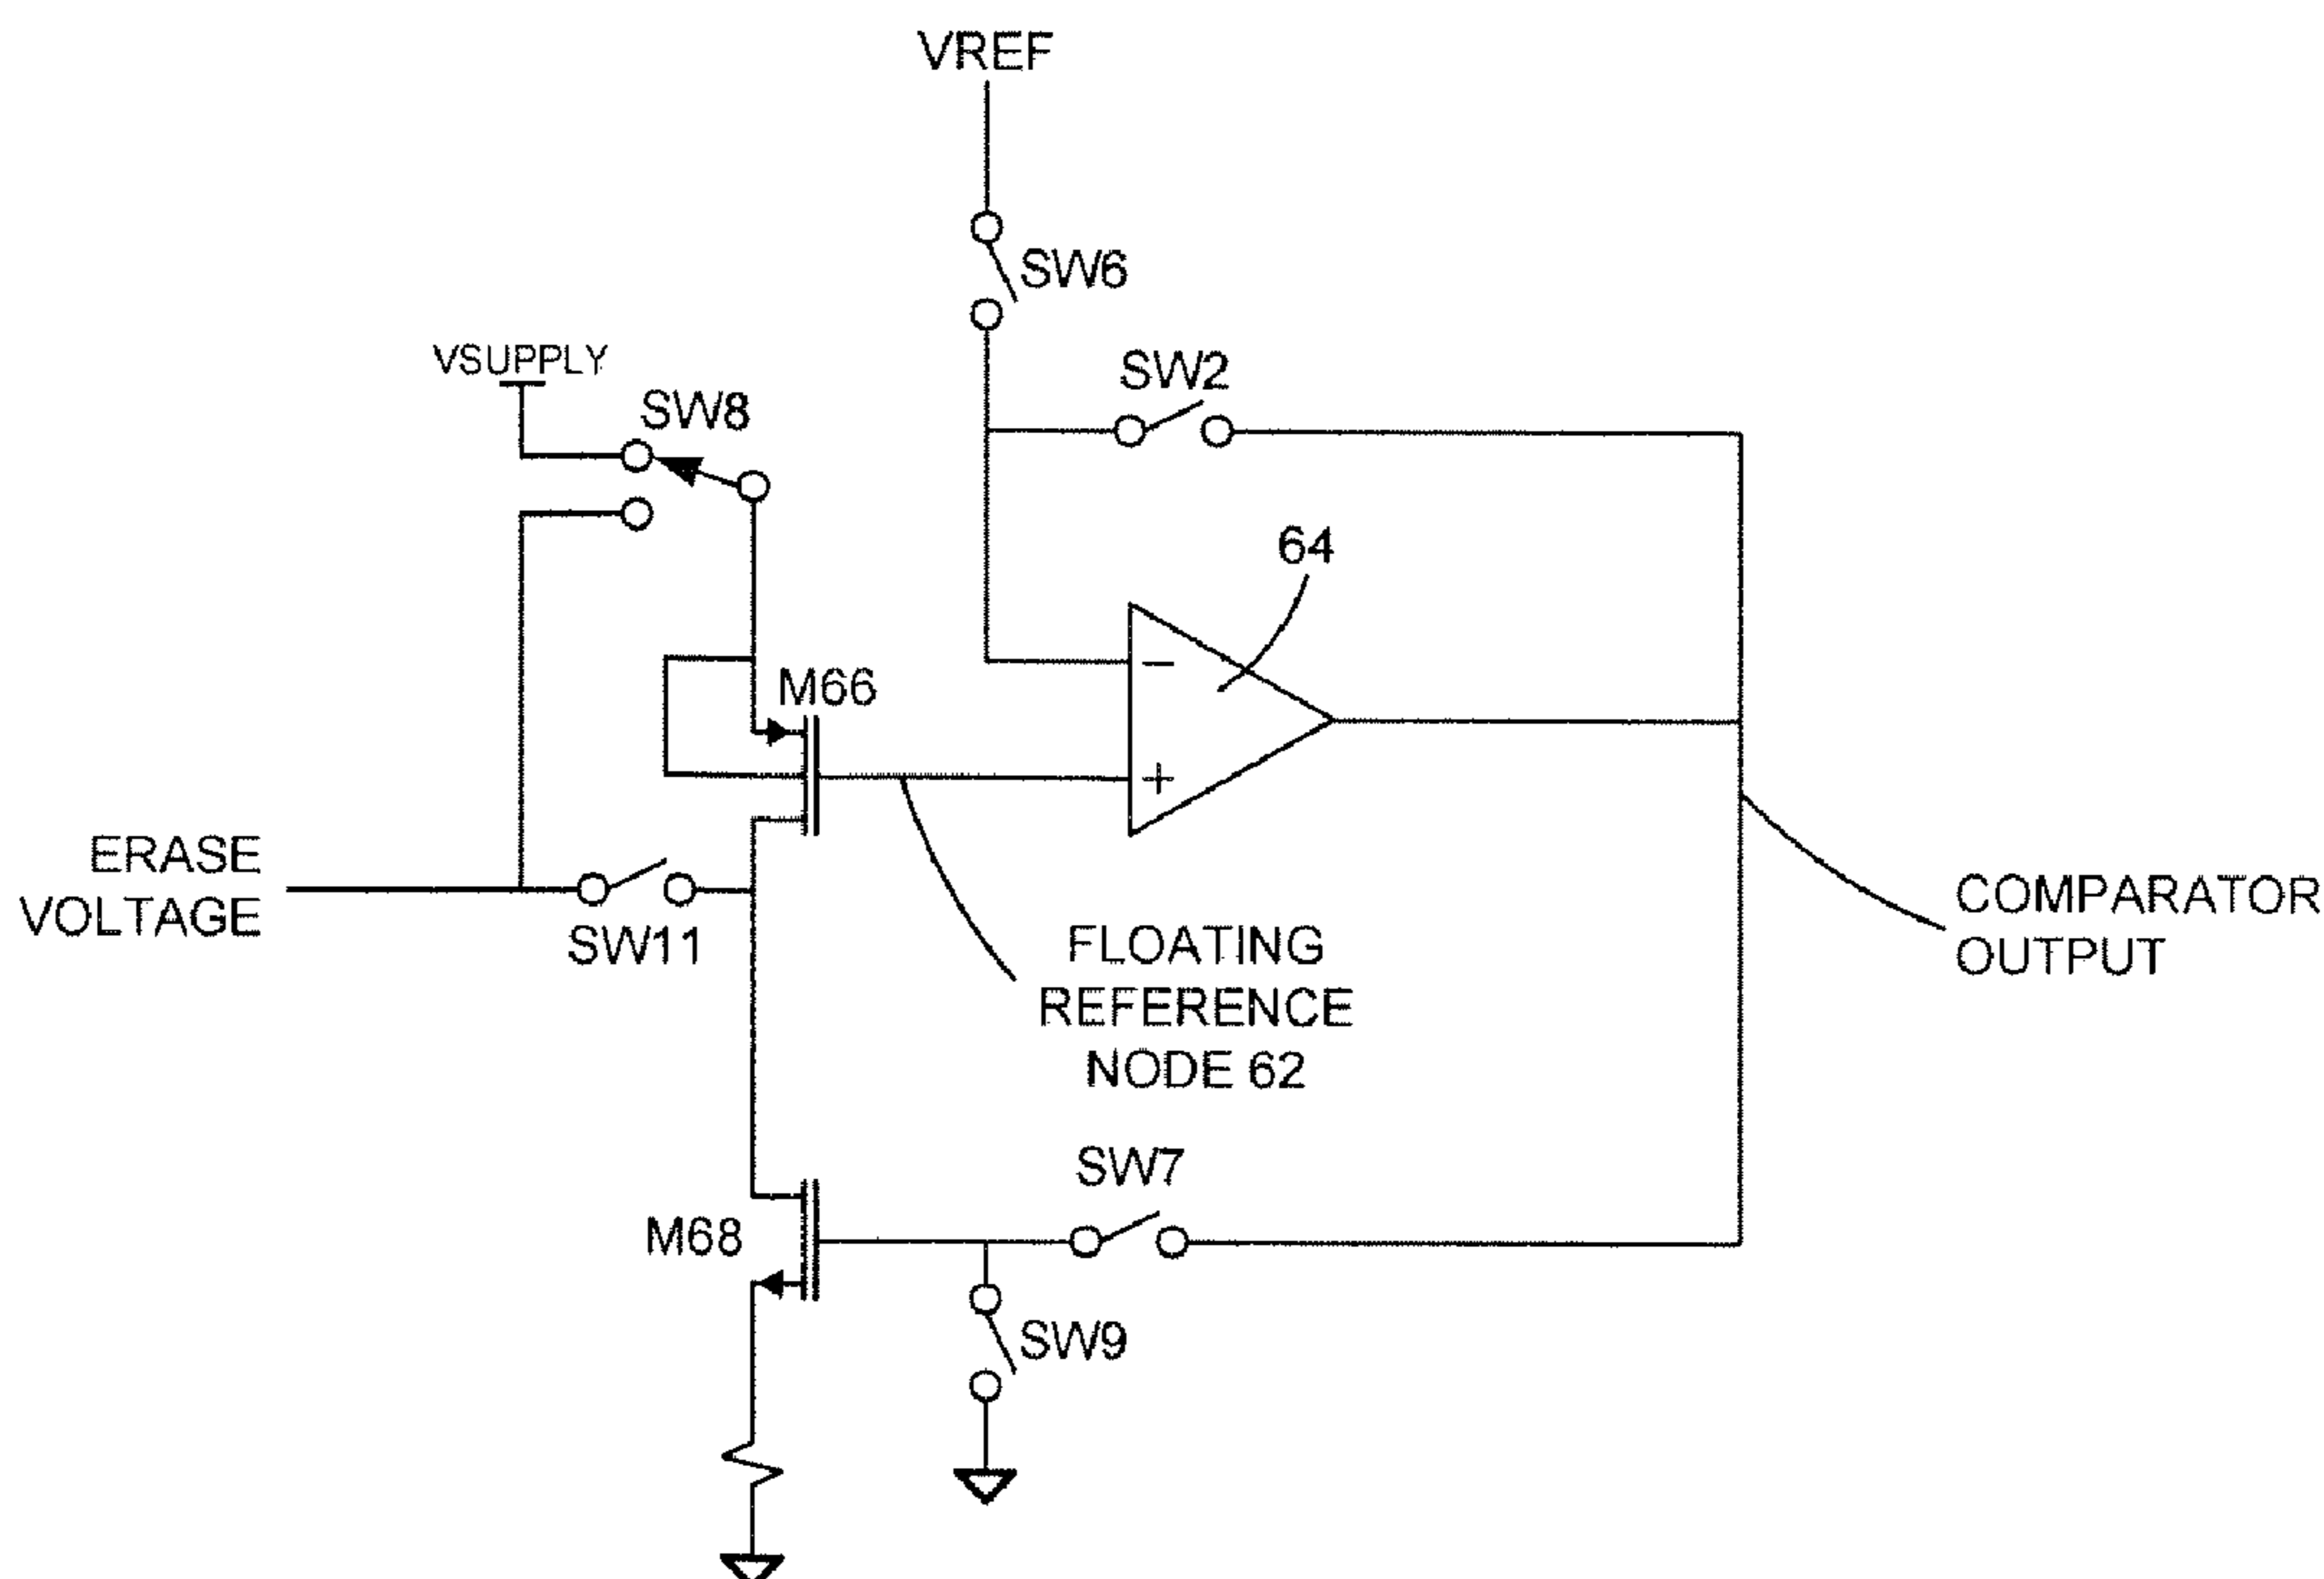 VREF
SW6
VSUPPLY
SW8
SW2
64
M66
−
+
ERASE
VOLTAGE
SW11
FLOATING
REFERENCE
NODE 62
COMPARATOR
OUTPUT
SW7
M68
SW9